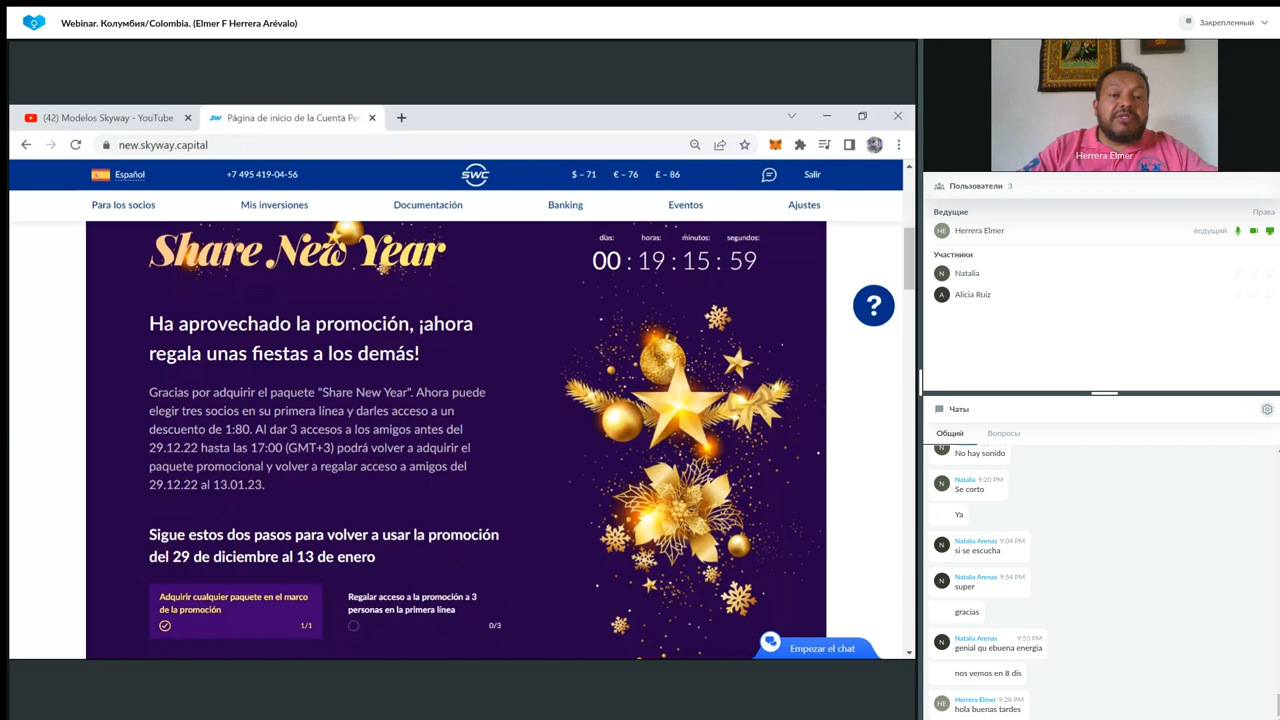 Webinar. Колумбия/Colombia. (Elmer F Herrera Arévalo)
Закрепленный
(42) Modelos Skyway - YouTube
Página de inicio de la Cuenta Pe
new.skyway.capital
Español
+7 495 419-04-56
SWC
$ – 71
€ – 76
£ – 86
Salir
Para los socios
Mis inversiones
Documentación
Banking
Eventos
Ajustes
Share New Year
días:
horas:
minutos:
segundos:
00 : 19 : 15 : 59
Ha aprovechado la promoción, ¡ahora
regala unas fiestas a los demás!
Gracias por adquirir el paquete "Share New Year". Ahora puede
elegir tres socios en su primera línea y darles acceso a un
descuento de 1:80. Al dar 3 accesos a los amigos antes del
29.12.22 hasta las 17:00 (GMT+3) podrá volver a adquirir el
paquete promocional y volver a regalar acceso a amigos del
29.12.22 al 13.01.23.
Sigue estos dos pasos para volver a usar la promoción
del 29 de diciembre al 13 de enero
Adquirir cualquier paquete en el marco
de la promoción
1/1
Regalar acceso a la promoción a 3
personas en la primera línea
0/3
?
Empezar el chat
Herrera Elmer
Пользователи 3
Ведущие
Права
HE
Herrera Elmer
ведущий
Участники
N
Natalia
A
Alicia Ruiz
Чаты
Общий
Вопросы
N
No hay sonido
N
Natalia 9:20 PM
Se corto
Ya
N
Natalia Arenas 9:04 PM
si se escucha
N
Natalia Arenas 9:54 PM
super
gracias
N
Natalia Arenas 9:55 PM
genial qu ebuena energia
nos vemos en 8 dis
HE
Herrera Elmer 9:28 PM
hola buenas tardes